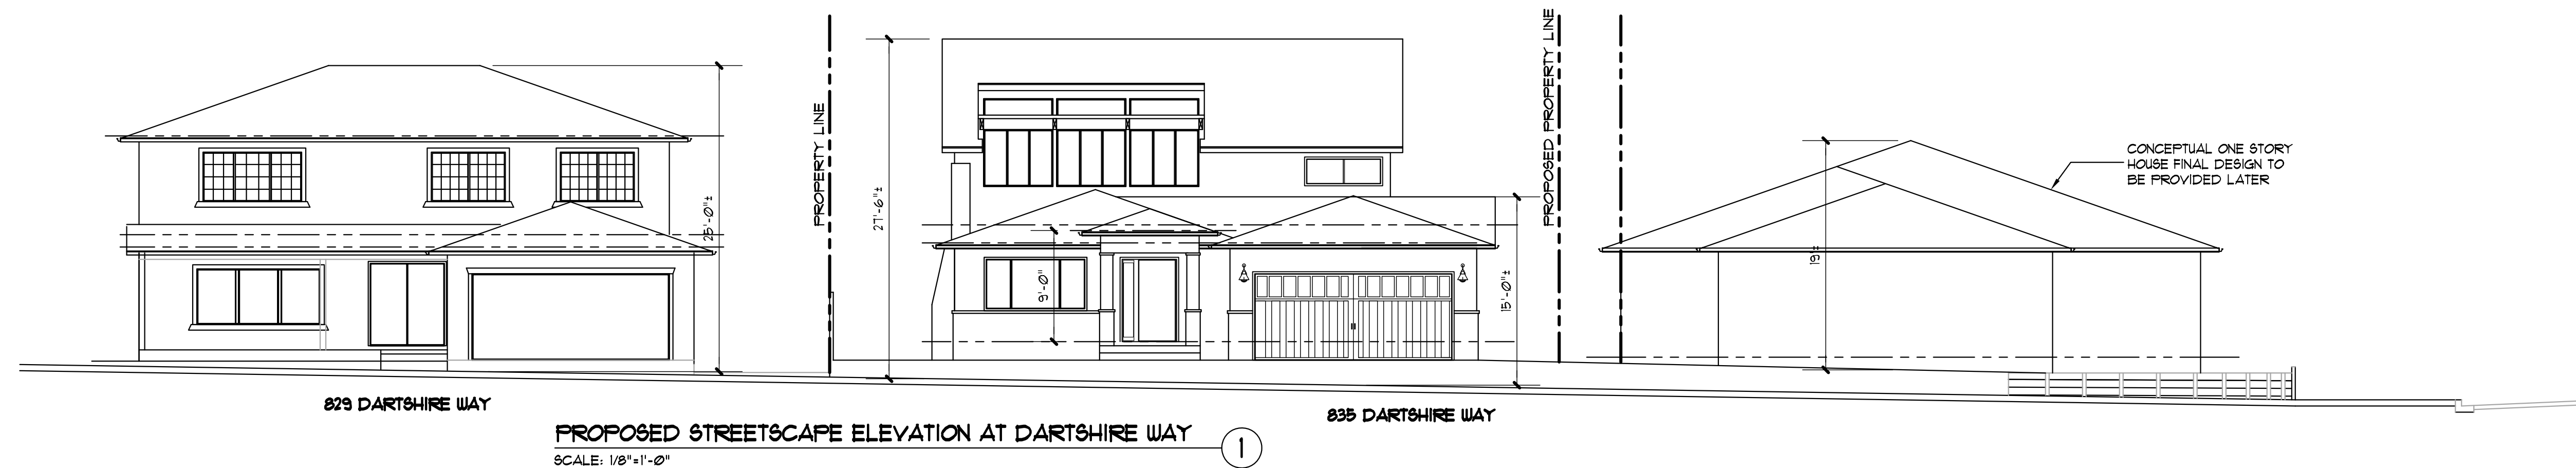 25'-0"±
PROPERTY LINE
27'-6"±
9'-0"
15'-0"±
PROPOSED PROPERTY LINE
19'±
CONCEPTUAL ONE STORY
HOUSE FINAL DESIGN TO
BE PROVIDED LATER
829 DARTSHIRE WAY
835 DARTSHIRE WAY
PROPOSED STREETSCAPE ELEVATION AT DARTSHIRE WAY
1
SCALE: 1/8"=1'-0"